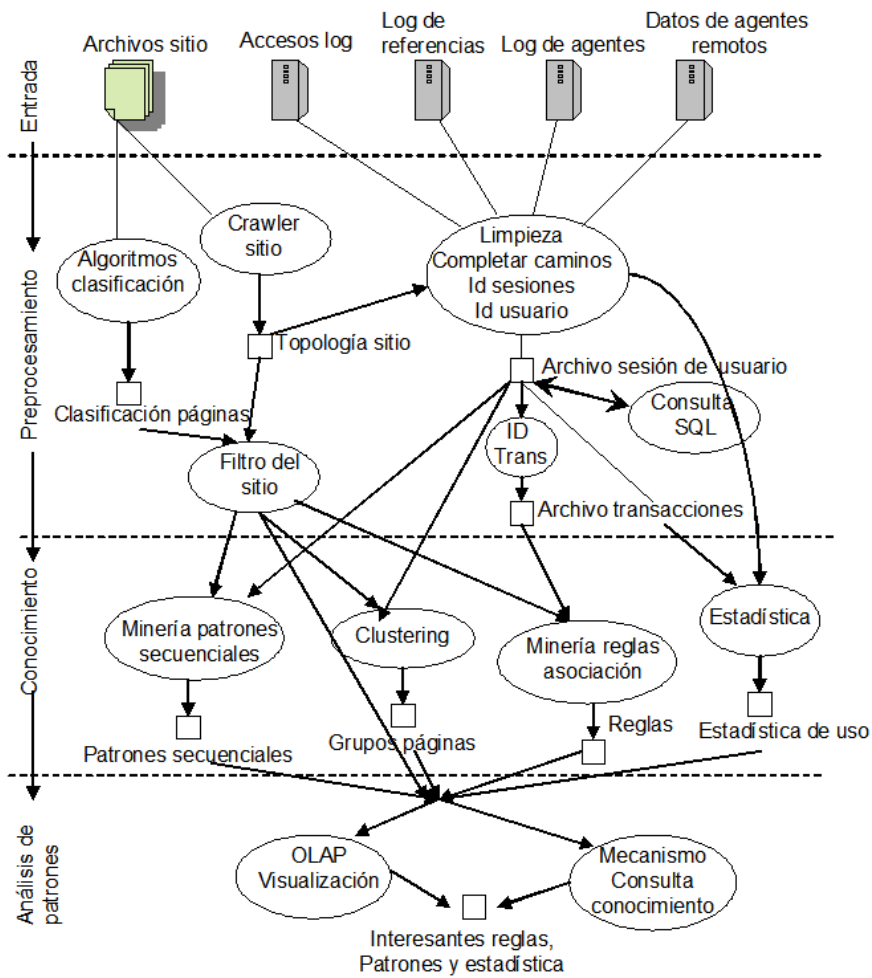 Archivos sitio
Accesos log
Log de
referencias
Log de agentes
Datos de agentes
remotos
Entrada
Crawler
sitio
Algoritmos
clasificación
Limpieza
Completar caminos
Id sesiones
Id usuario
Preprocesamiento
Topología sitio
Archivo sesión de usuario
Clasificación páginas
Consulta
SQL
ID
Trans
Filtro del
sitio
Archivo transacciones
Conocimiento
Minería patrones
secuenciales
Clustering
Minería reglas
asociación
Estadística
Patrones secuenciales
Grupos páginas
Reglas
Estadística de uso
Análisis de
patrones
OLAP
Visualización
Mecanismo
Consulta
conocimiento
Interesantes reglas,
Patrones y estadística